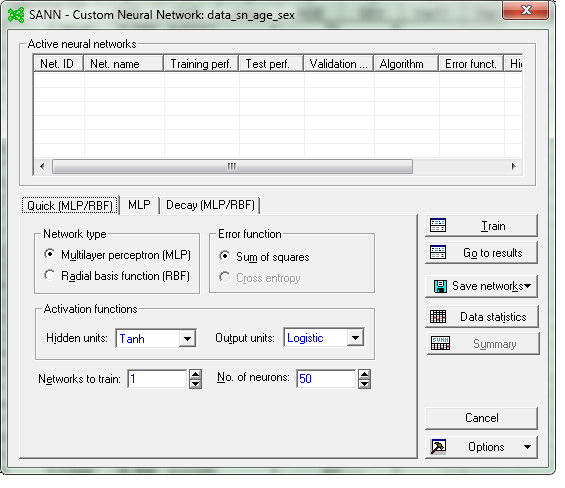 SANN - Custom Neural Network: data_sn_age_sex
Active neural networks
Net. ID Net. name Training perf. Test perf. Validation ... Algorithm Error funct. Hid
Quick (MLP/RBF) MLP Decay (MLP/RBF)
Network type
Multilayer perceptron (MLP)
Radial basis function (RBF)
Error function
Sum of squares
Cross entropy
Activation functions
Hidden units: Tanh Output units: Logistic
Networks to train: 1 No. of neurons: 50
Train
Go to results
Save networks
Data statistics
Summary
Cancel
Options